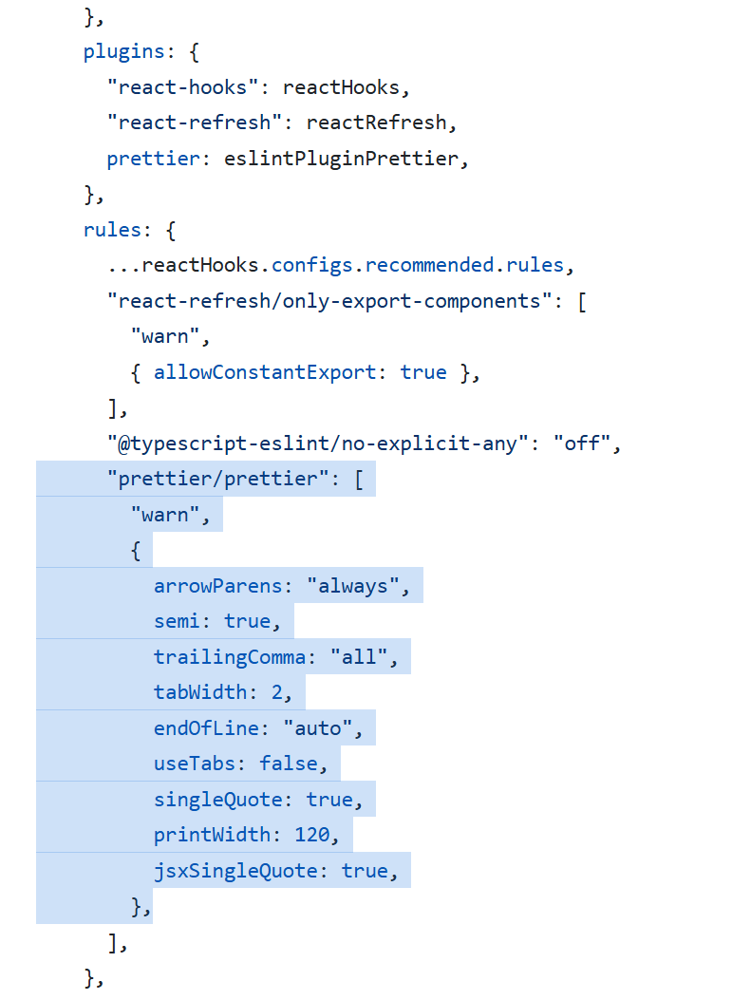 },
plugins: {
"react-hooks": reactHooks,
"react-refresh": reactRefresh,
prettier: eslintPluginPrettier,
},
rules: {
...reactHooks.configs.recommended.rules,
"react-refresh/only-export-components": [
"warn",
{ allowConstantExport: true },
],
"@typescript-eslint/no-explicit-any": "off",
"prettier/prettier": [
"warn",
{
arrowParens: "always",
semi: true,
trailingComma: "all",
tabWidth: 2,
endOfLine: "auto",
useTabs: false,
singleQuote: true,
printWidth: 120,
jsxSingleQuote: true,
},
],
},